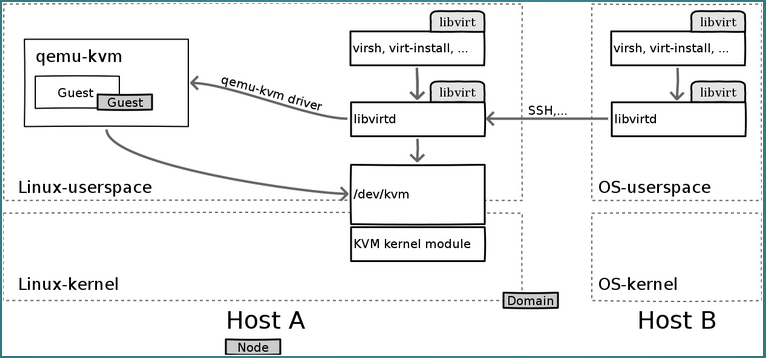 libvirt
virsh, virt-install, ...
qemu-kvm
Guest
Guest
qemu-kvm driver
libvirt
libvirtd
SSH,...
libvirt
virsh, virt-install, ...
libvirt
libvirtd
/dev/kvm
Linux-userspace
OS-userspace
KVM kernel module
Linux-kernel
OS-kernel
Domain
Host A
Host B
Node